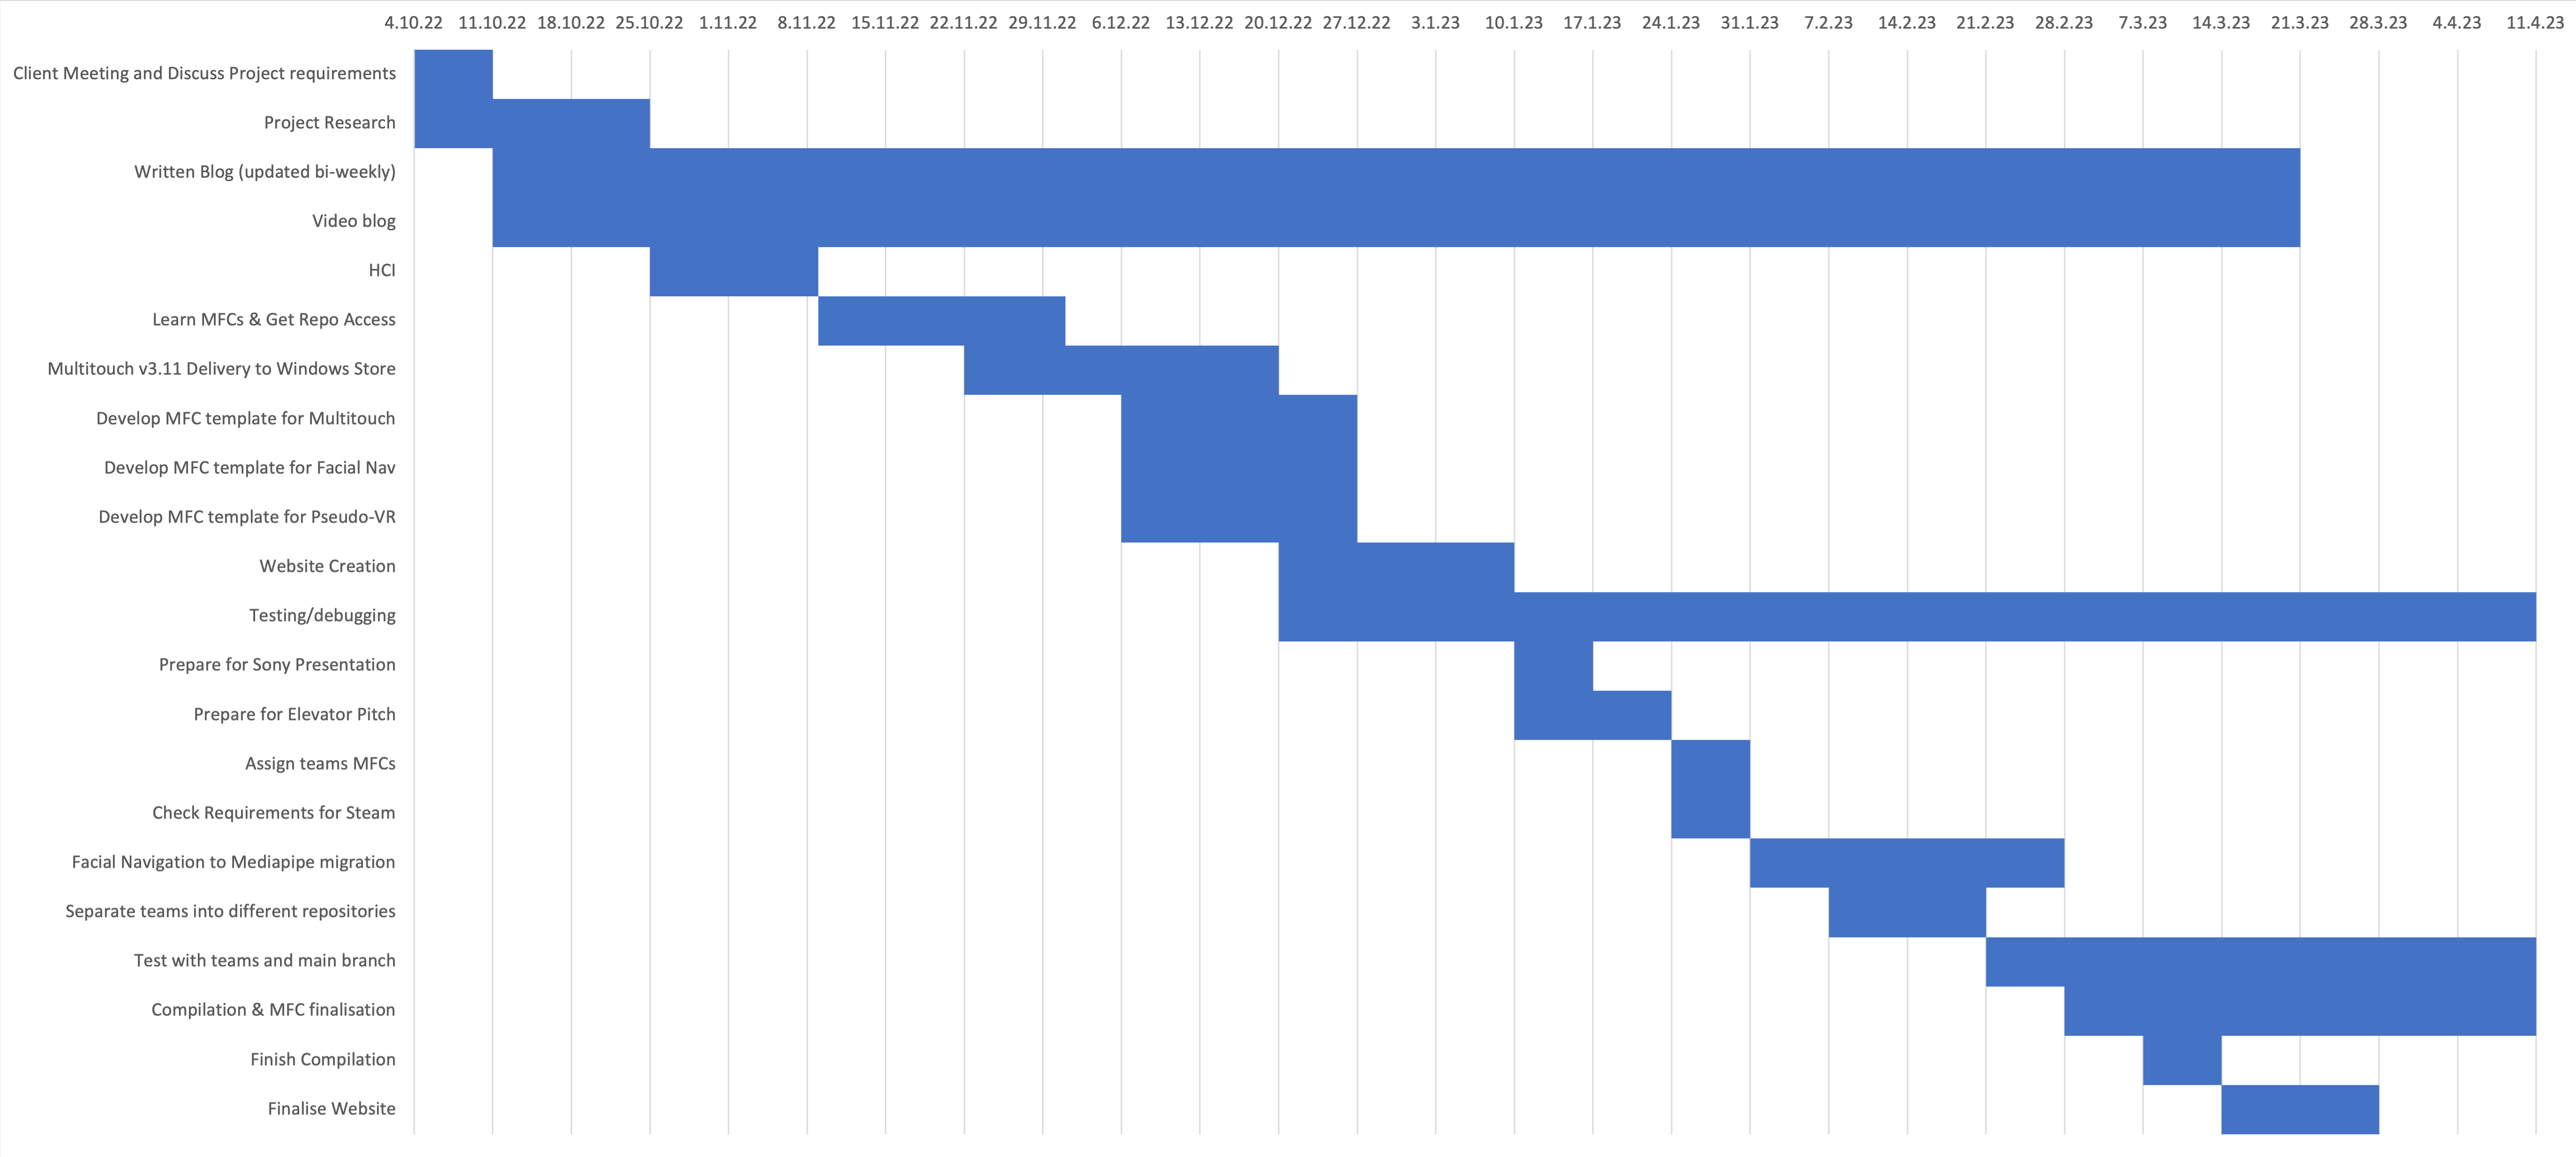 4.10.22 11.10.22 18.10.22 25.10.22 1.11.22 8.11.22 15.11.22 22.11.22 29.11.22 6.12.22 13.12.22 20.12.22 27.12.22 3.1.23 10.1.23 17.1.23 24.1.23 31.1.23 7.2.23 14.2.23 21.2.23 28.2.23 7.3.23 14.3.23 21.3.23 28.3.23 4.4.23 11.4.23
Client Meeting and Discuss Project requirements
Project Research
Written Blog (updated bi-weekly)
Video blog
HCI
Learn MFCs & Get Repo Access
Multitouch v3.11 Delivery to Windows Store
Develop MFC template for Multitouch
Develop MFC template for Facial Nav
Develop MFC template for Pseudo-VR
Website Creation
Testing/debugging
Prepare for Sony Presentation
Prepare for Elevator Pitch
Assign teams MFCs
Check Requirements for Steam
Facial Navigation to Mediapipe migration
Separate teams into different repositories
Test with teams and main branch
Compilation & MFC finalisation
Finish Compilation
Finalise Website